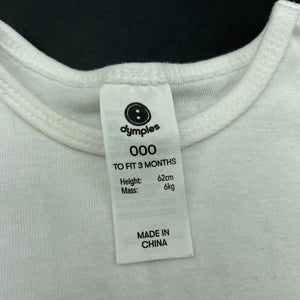 dymples
000
TO FIT 3 MONTHS
Height: 62cm
Mass: 6kg
MADE IN
CHINA